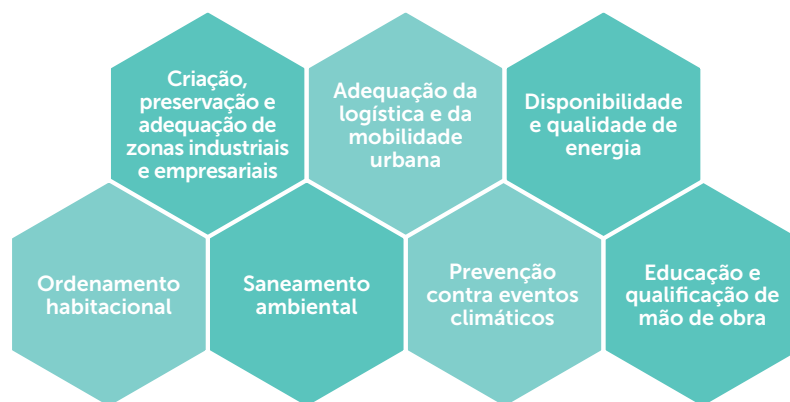 Criação,
preservação e
adequação de
zonas industriais
e empresariais
Adequação da
logística e da
mobilidade
urbana
Disponibilidade
e qualidade de
energia
Ordenamento
habitacional
Saneamento
ambiental
Prevenção
contra eventos
climáticos
Educação e
qualificação de
mão de obra